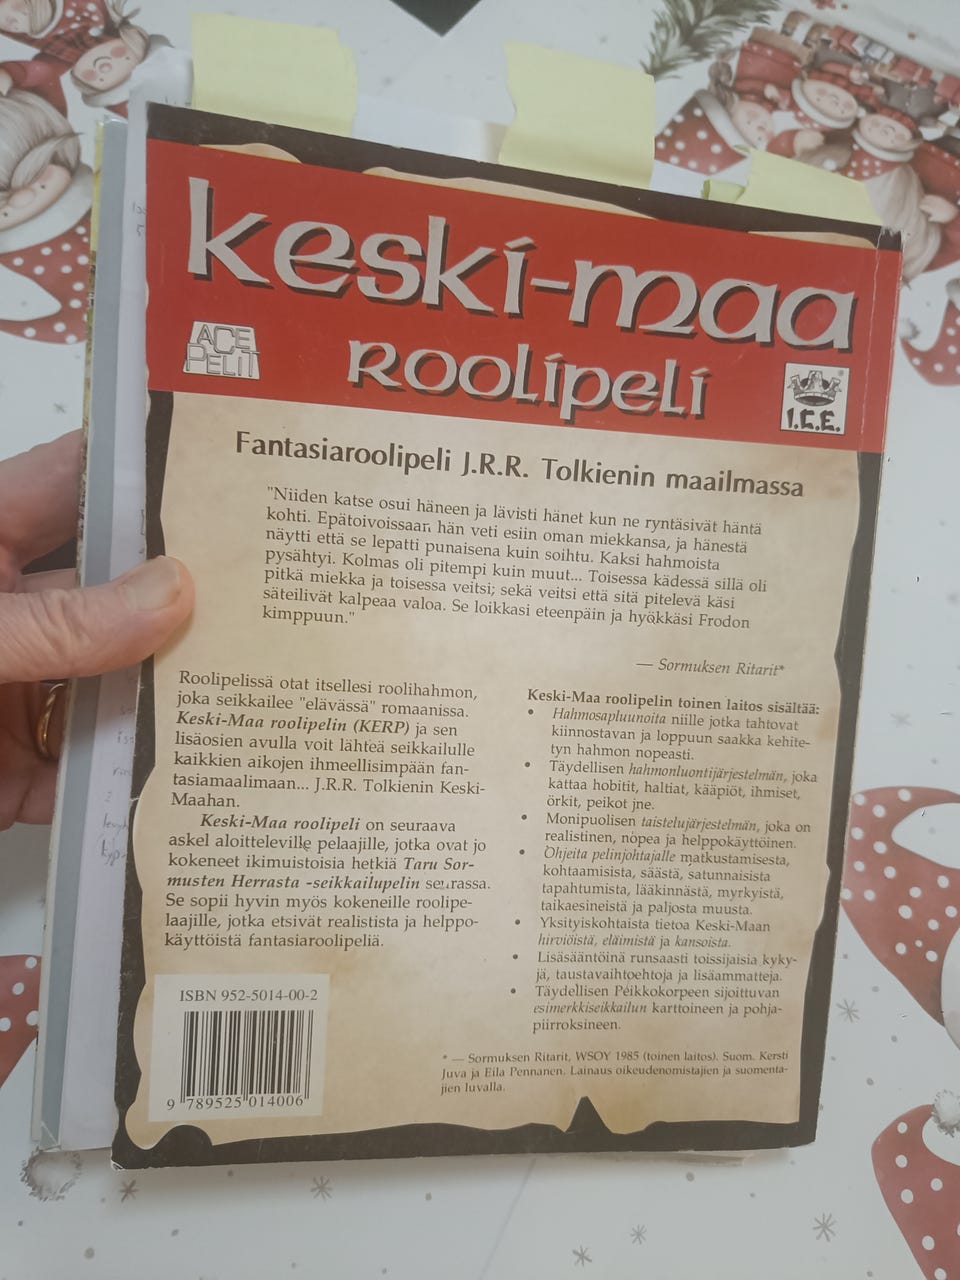 keski-maa
ACE
PELIT
ROOLIPELI
I.C.E.
Fantasiaroolipeli J.R.R. Tolkienin maailmassa
"Niiden katse osui häneen ja lävisti hänet kun ne ryntäsivät häntä
kohti. Epätoivoissaan hän veti esiin oman miekkansa, ja hänestä
näytti että se lepatti punaisena kuin soihtu. Kaksi hahmoista
pysähtyi. Kolmas oli pitempi kuin muut... Toisessa kädessä sillä oli
pitkä miekka ja toisessa veitsi; sekä veitsi että sitä pitelevä käsi
säteilivät kalpeaa valoa. Se loikkasi eteenpäin ja hyökkäsi Frodon
kimppuun."
— Sormuksen Ritarit*
Roolipelissä otat itsellesi roolihahmon,
joka seikkailee "elävässä" romaanissa.
Keski-Maa roolipelin (KERP) ja sen
lisäosien avulla voit lähteä seikkailulle
kaikkien aikojen ihmeellisimpään fan-
tasiamaalimaan... J.R.R. Tolkienin Keski-
Maahan.
Keski-Maa roolipeli on seuraava
askel aloitteleville pelaajille, jotka ovat jo
kokeneet ikimuistoisia hetkiä Taru Sor-
musten Herrasta -seikkailupelin seurassa.
Se sopii hyvin myös kokeneille roolipe-
laajille, jotka etsivät realistista ja helppo-
käyttöistä fantasiaroolipeliä.
Keski-Maa roolipelin toinen laitos sisältää:
• Hahmosapluunoita niille jotka tahtovat
kiinnostavan ja loppuun saakka kehite-
tyn hahmon nopeasti.
• Täydellisen hahmonluontijärjestelmän, joka
kattaa hobitit, haltiat, kääpiöt, ihmiset,
örkit, peikot jne.
• Monipuolisen taistelujärjestelmän, joka on
realistinen, nopea ja helppokäyttöinen.
• Ohjeita pelinjohtajalle matkustamisesta,
kohtaamisista, säästä, satunnaisista
tapahtumista, lääkinnästä, myrkyistä,
taikaesineistä ja paljosta muusta.
• Yksityiskohtaista tietoa Keski-Maan
hirviöistä, eläimistä ja kansoista.
• Lisäsääntöinä runsaasti toissijaisia kyky-
jä, taustavaihtoehtoja ja lisäammatteja.
• Täydellisen Peikkokorpeen sijoittuvan
esimerkkiseikkailun karttoineen ja pohja-
piirroksineen.
ISBN 952-5014-00-2
9 789525 014006
* — Sormuksen Ritarit, WSOY 1985 (toinen laitos). Suom. Kersti
Juva ja Eila Pennanen. Lainaus oikeudenomistajien ja suomenta-
jien luvalla.